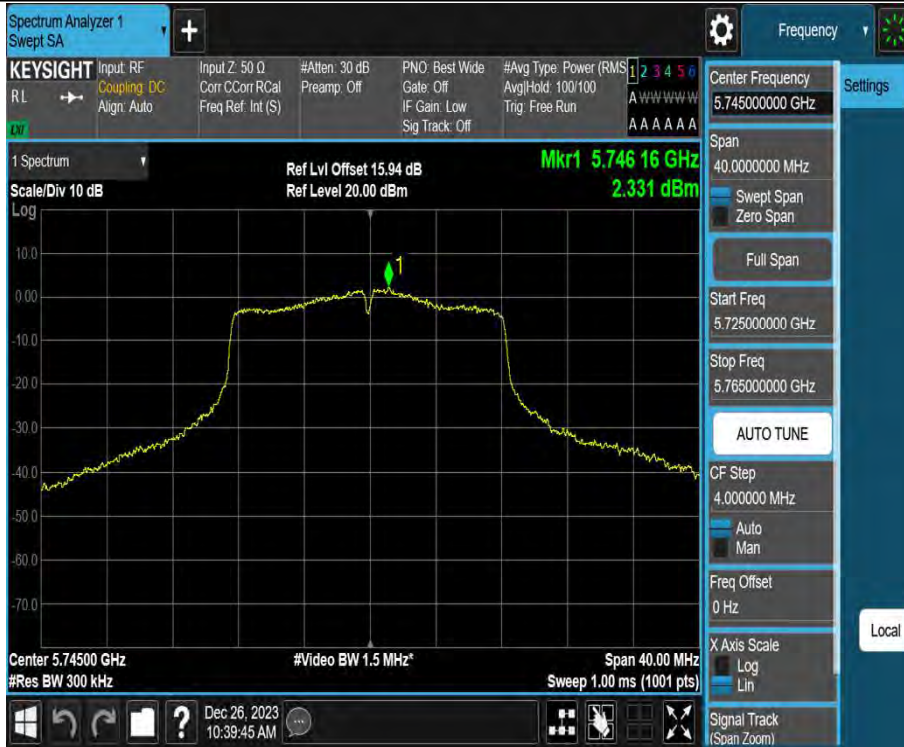 Spectrum Analyzer 1
Swept SA
+
Frequency
KEYSIGHT
RL
LXI
Input: RF
Coupling: DC
Align: Auto
Input Z: 50 Ω
Corr CCorr RCal
Freq Ref: Int (S)
#Atten: 30 dB
Preamp: Off
PNO: Best Wide
Gate: Off
IF Gain: Low
Sig Track: Off
#Avg Type: Power (RMS
Avg|Hold: 100/100
Trig: Free Run
1 2 3 4 5 6
A W W W W W
A A A A A A
1 Spectrum
Scale/Div 10 dB
Log
Ref Lvl Offset 15.94 dB
Ref Level 20.00 dBm
Mkr1 5.746 16 GHz
2.331 dBm
1
10.0
0.00
-10.0
-20.0
-30.0
-40.0
-50.0
-60.0
-70.0
Center 5.74500 GHz
#Res BW 300 kHz
#Video BW 1.5 MHz*
Span 40.00 MHz
Sweep 1.00 ms (1001 pts)
Center Frequency
5.745000000 GHz
Span
40.0000000 MHz
Swept Span
Zero Span
Full Span
Start Freq
5.725000000 GHz
Stop Freq
5.765000000 GHz
AUTO TUNE
CF Step
4.000000 MHz
Auto
Man
Freq Offset
0 Hz
X Axis Scale
Log
Lin
Signal Track
(Span Zoom)
Settings
Local
?
Dec 26, 2023
10:39:45 AM